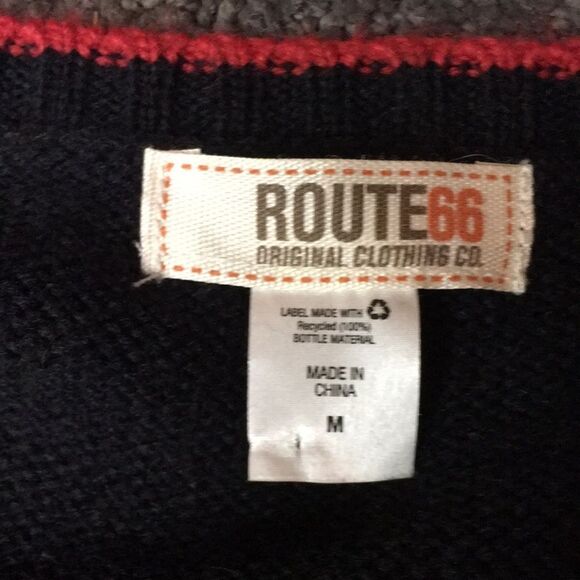 ROUTE66
ORIGINAL CLOTHING CO.
LABEL MADE WITH
Recycled (100%)
BOTTLE MATERIAL
MADE IN
CHINA
M